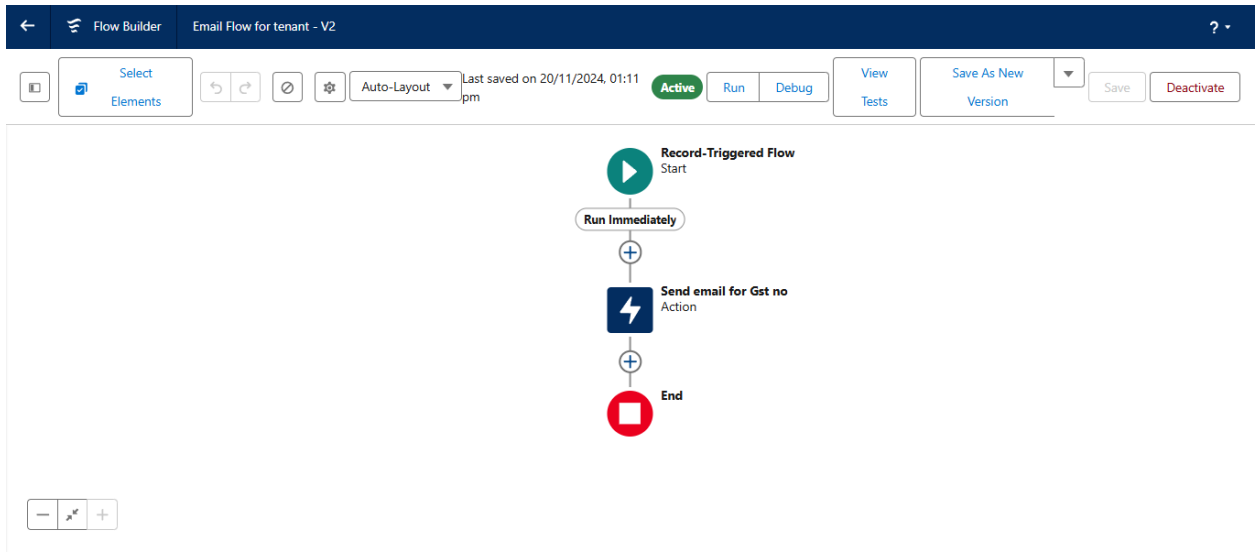 Flow Builder
Email Flow for tenant - V2
?
Select
Elements
Auto-Layout
Last saved on 20/11/2024, 01:11
pm
Active
Run
Debug
View
Tests
Save As New
Version
Save
Deactivate
Record-Triggered Flow
Start
Run Immediately
Send email for Gst no
Action
End